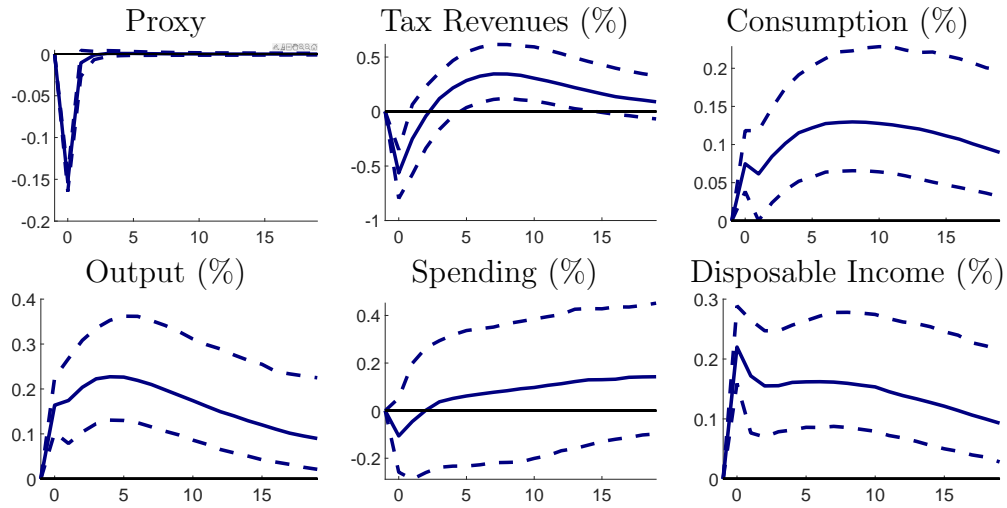 Proxy
0
-0.05
-0.1
-0.15
-0.2
0 5 10 15
Tax Revenues (%)
0.5
0
-0.5
-1
0 5 10 15
Consumption (%)
0.2
0.15
0.1
0.05
0
0 5 10 15
Output (%)
0.4
0.3
0.2
0.1
0
0 5 10 15
Spending (%)
0.4
0.2
0
-0.2
0 5 10 15
Disposable Income (%)
0.3
0.2
0.1
0
0 5 10 15